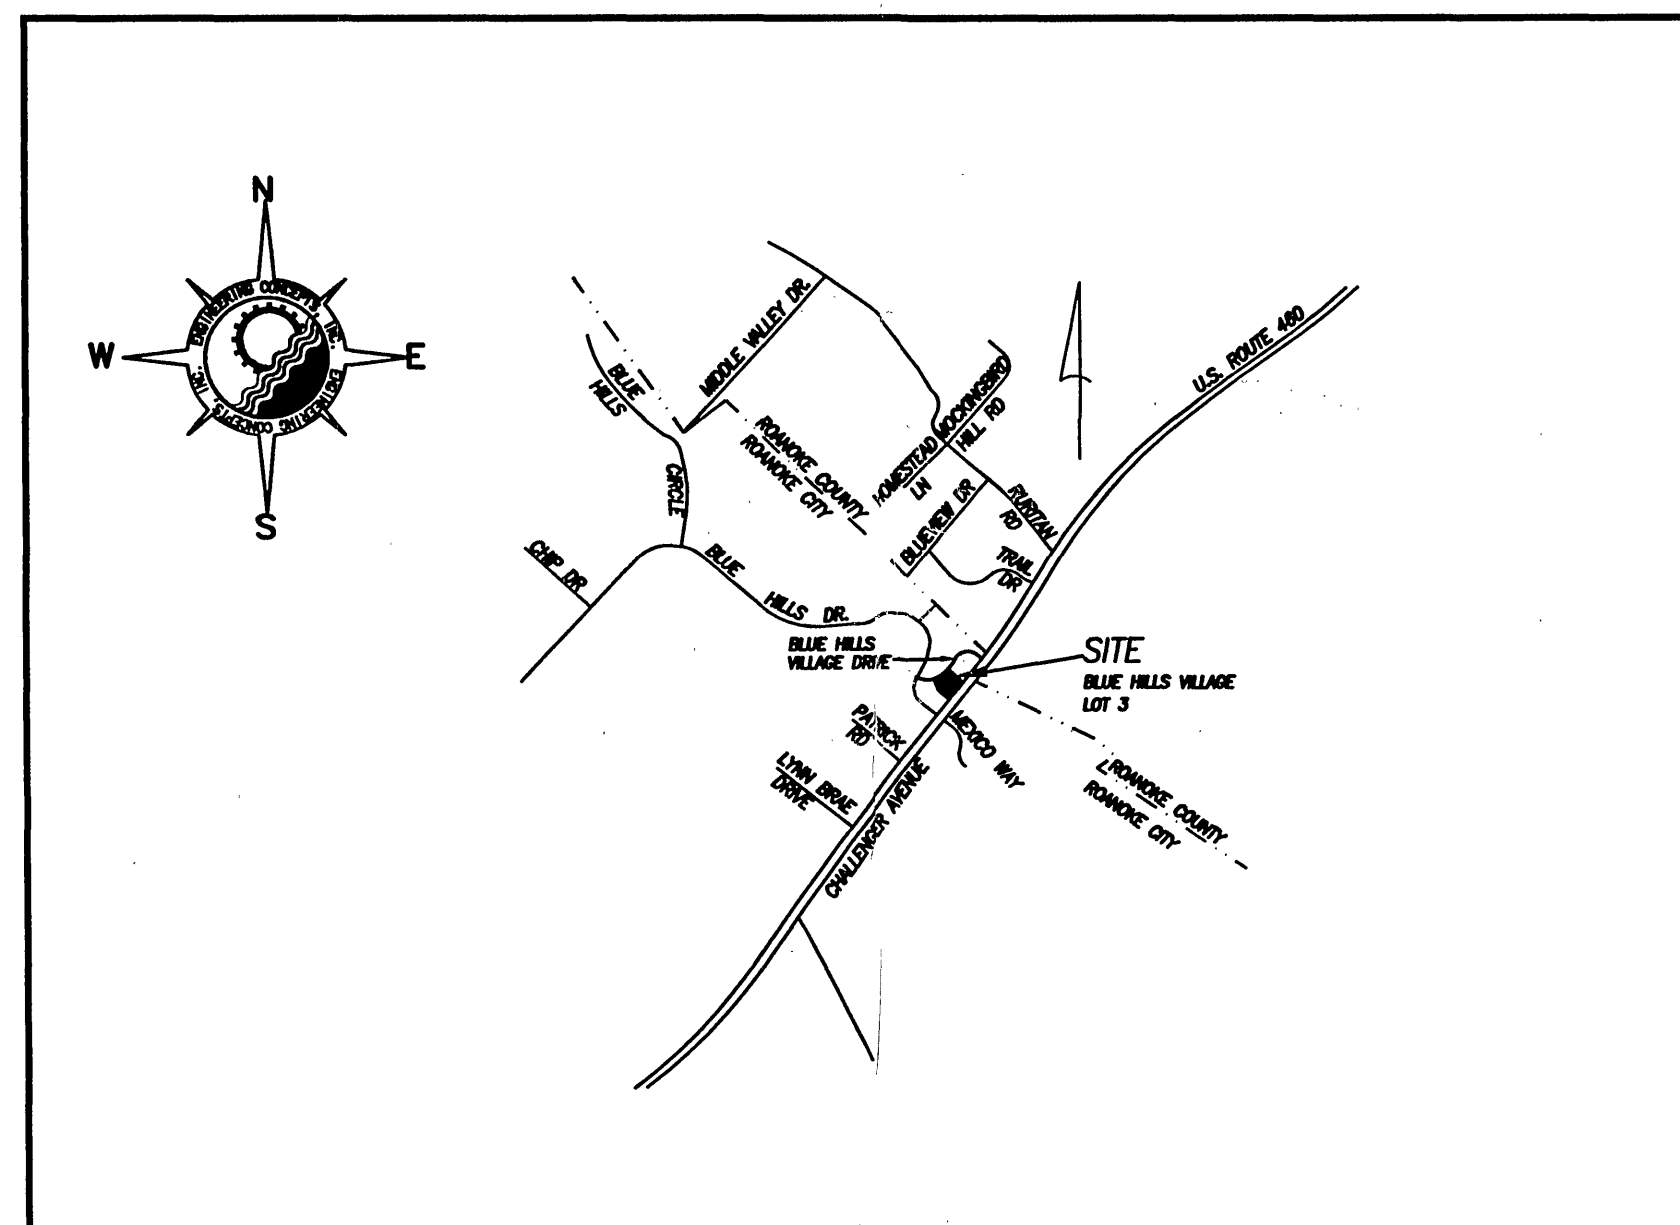 N
W
E
S
ENGINEERING CONCEPTS, INC.
ENGINEERING CONCEPTS, INC.
MIDDLE VALLEY DR.
U.S. ROUTE 460
BLUE
HILLS
CIRCLE
HOMESTEAD
LN
MOCKINGBIRD
HILL RD
ROANOKE COUNTY
ROANOKE CITY
BLUEVIEW DR
RURITAN
RD
TRAIL
DR
CHIP DR
BLUE
HILLS DR.
BLUE HILLS
VILLAGE DRIVE
SITE
BLUE HILLS VILLAGE
LOT 3
PATRICK
RD
MEXICO WAY
LYNN BRAE
DRIVE
CHALLENGER AVENUE
ROANOKE COUNTY
ROANOKE CITY